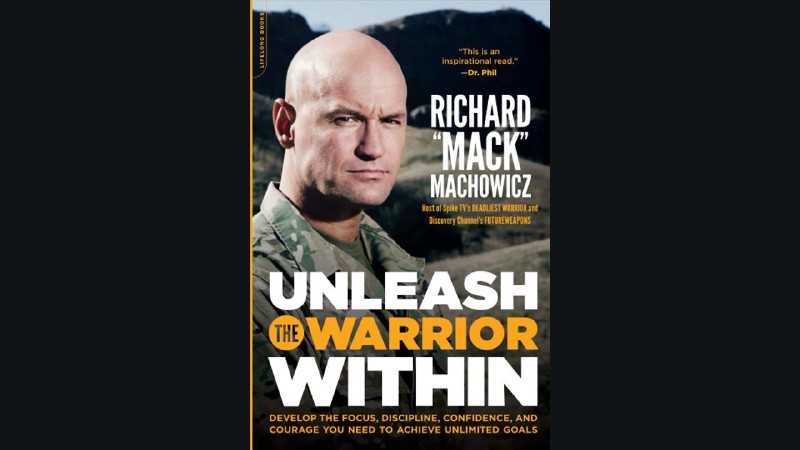 LIFELONG BOOKS
“This is an
inspirational read.”
—Dr. Phil
RICHARD
“MACK”
MACHOWICZ
Host of Spike TV's DEADLIEST WARRIOR and
Discovery Channel's FUTUREWEAPONS
UNLEASH
THE WARRIOR
WITHIN
DEVELOP THE FOCUS, DISCIPLINE, CONFIDENCE, AND
COURAGE YOU NEED TO ACHIEVE UNLIMITED GOALS